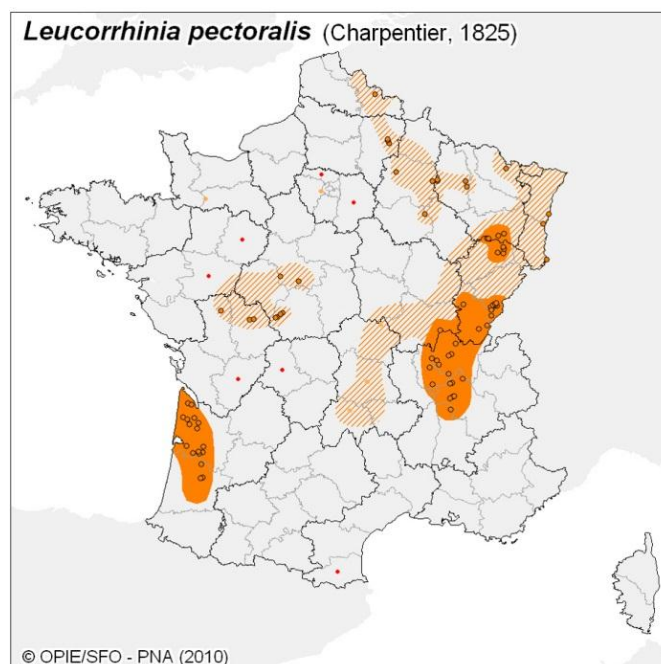 Leucorrhinia pectoralis (Charpentier, 1825)
© OPIE/SFO - PNA (2010)